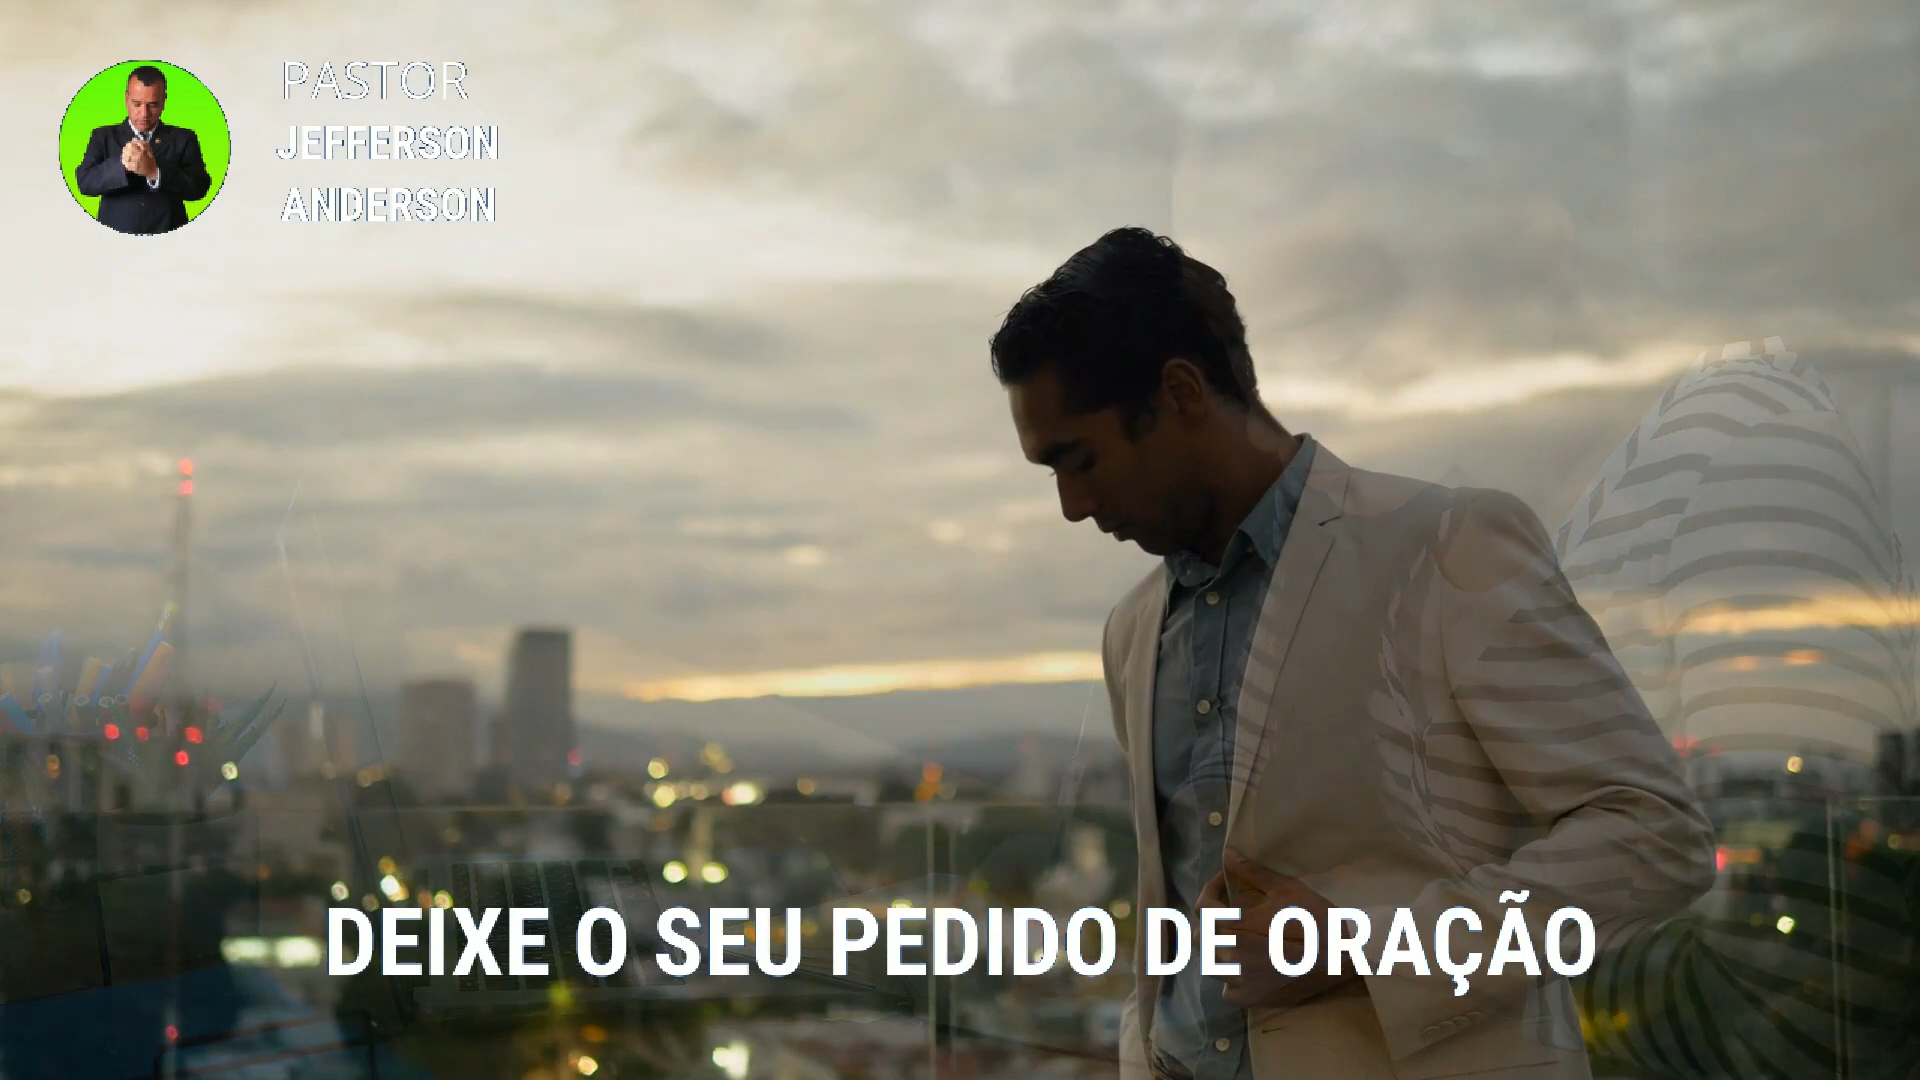 PASTOR
JEFFERSON
ANDERSON
DEIXE O SEU PEDIDO DE ORAÇÃO